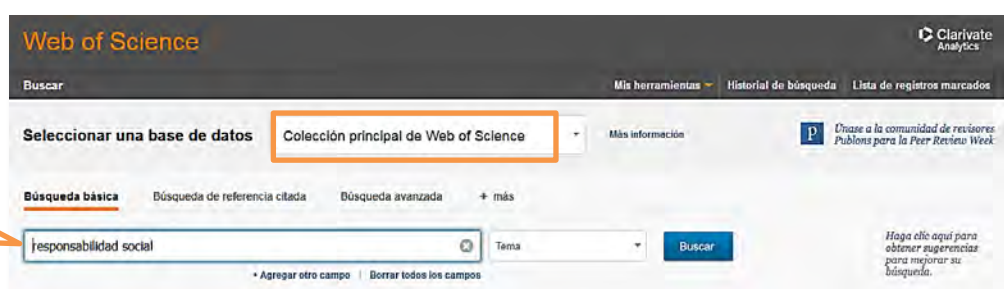 Web of Science
Clarivate
Analytics
Buscar
Mis herramientas
Historial de búsqueda
Lista de registros marcados
Seleccionar una base de datos
Colección principal de Web of Science
Más información
P
Únase a la comunidad de revisores
Publons para la Peer Review Week
Búsqueda básica
Búsqueda de referencia citada
Búsqueda avanzada
+ más
responsabilidad social
Tema
Buscar
Haga clic aquí para
obtener sugerencias
para mejorar su
búsqueda.
+ Agregar otro campo | Borrar todos los campos